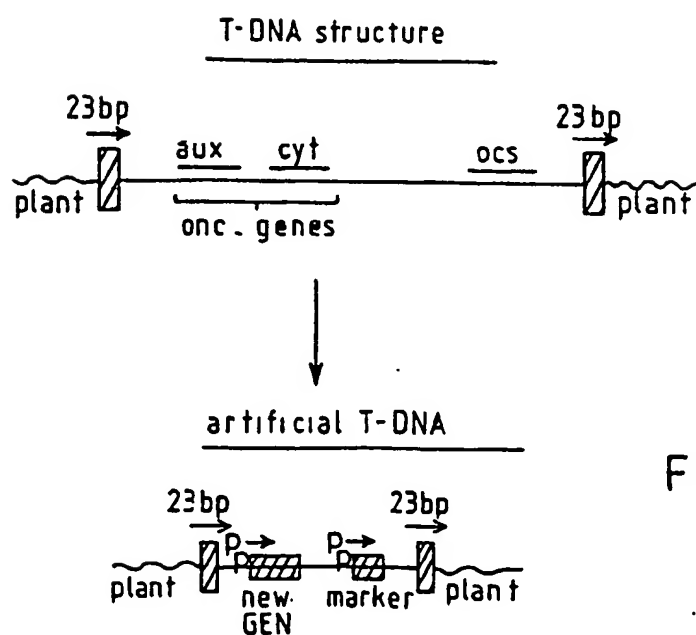 T-DNA structure
23bp 23bp
aux cyt ocs
plant plant
onc. genes
artificial T-DNA
F
23bp 23bp
p p
p p
plant new. marker plant
GEN